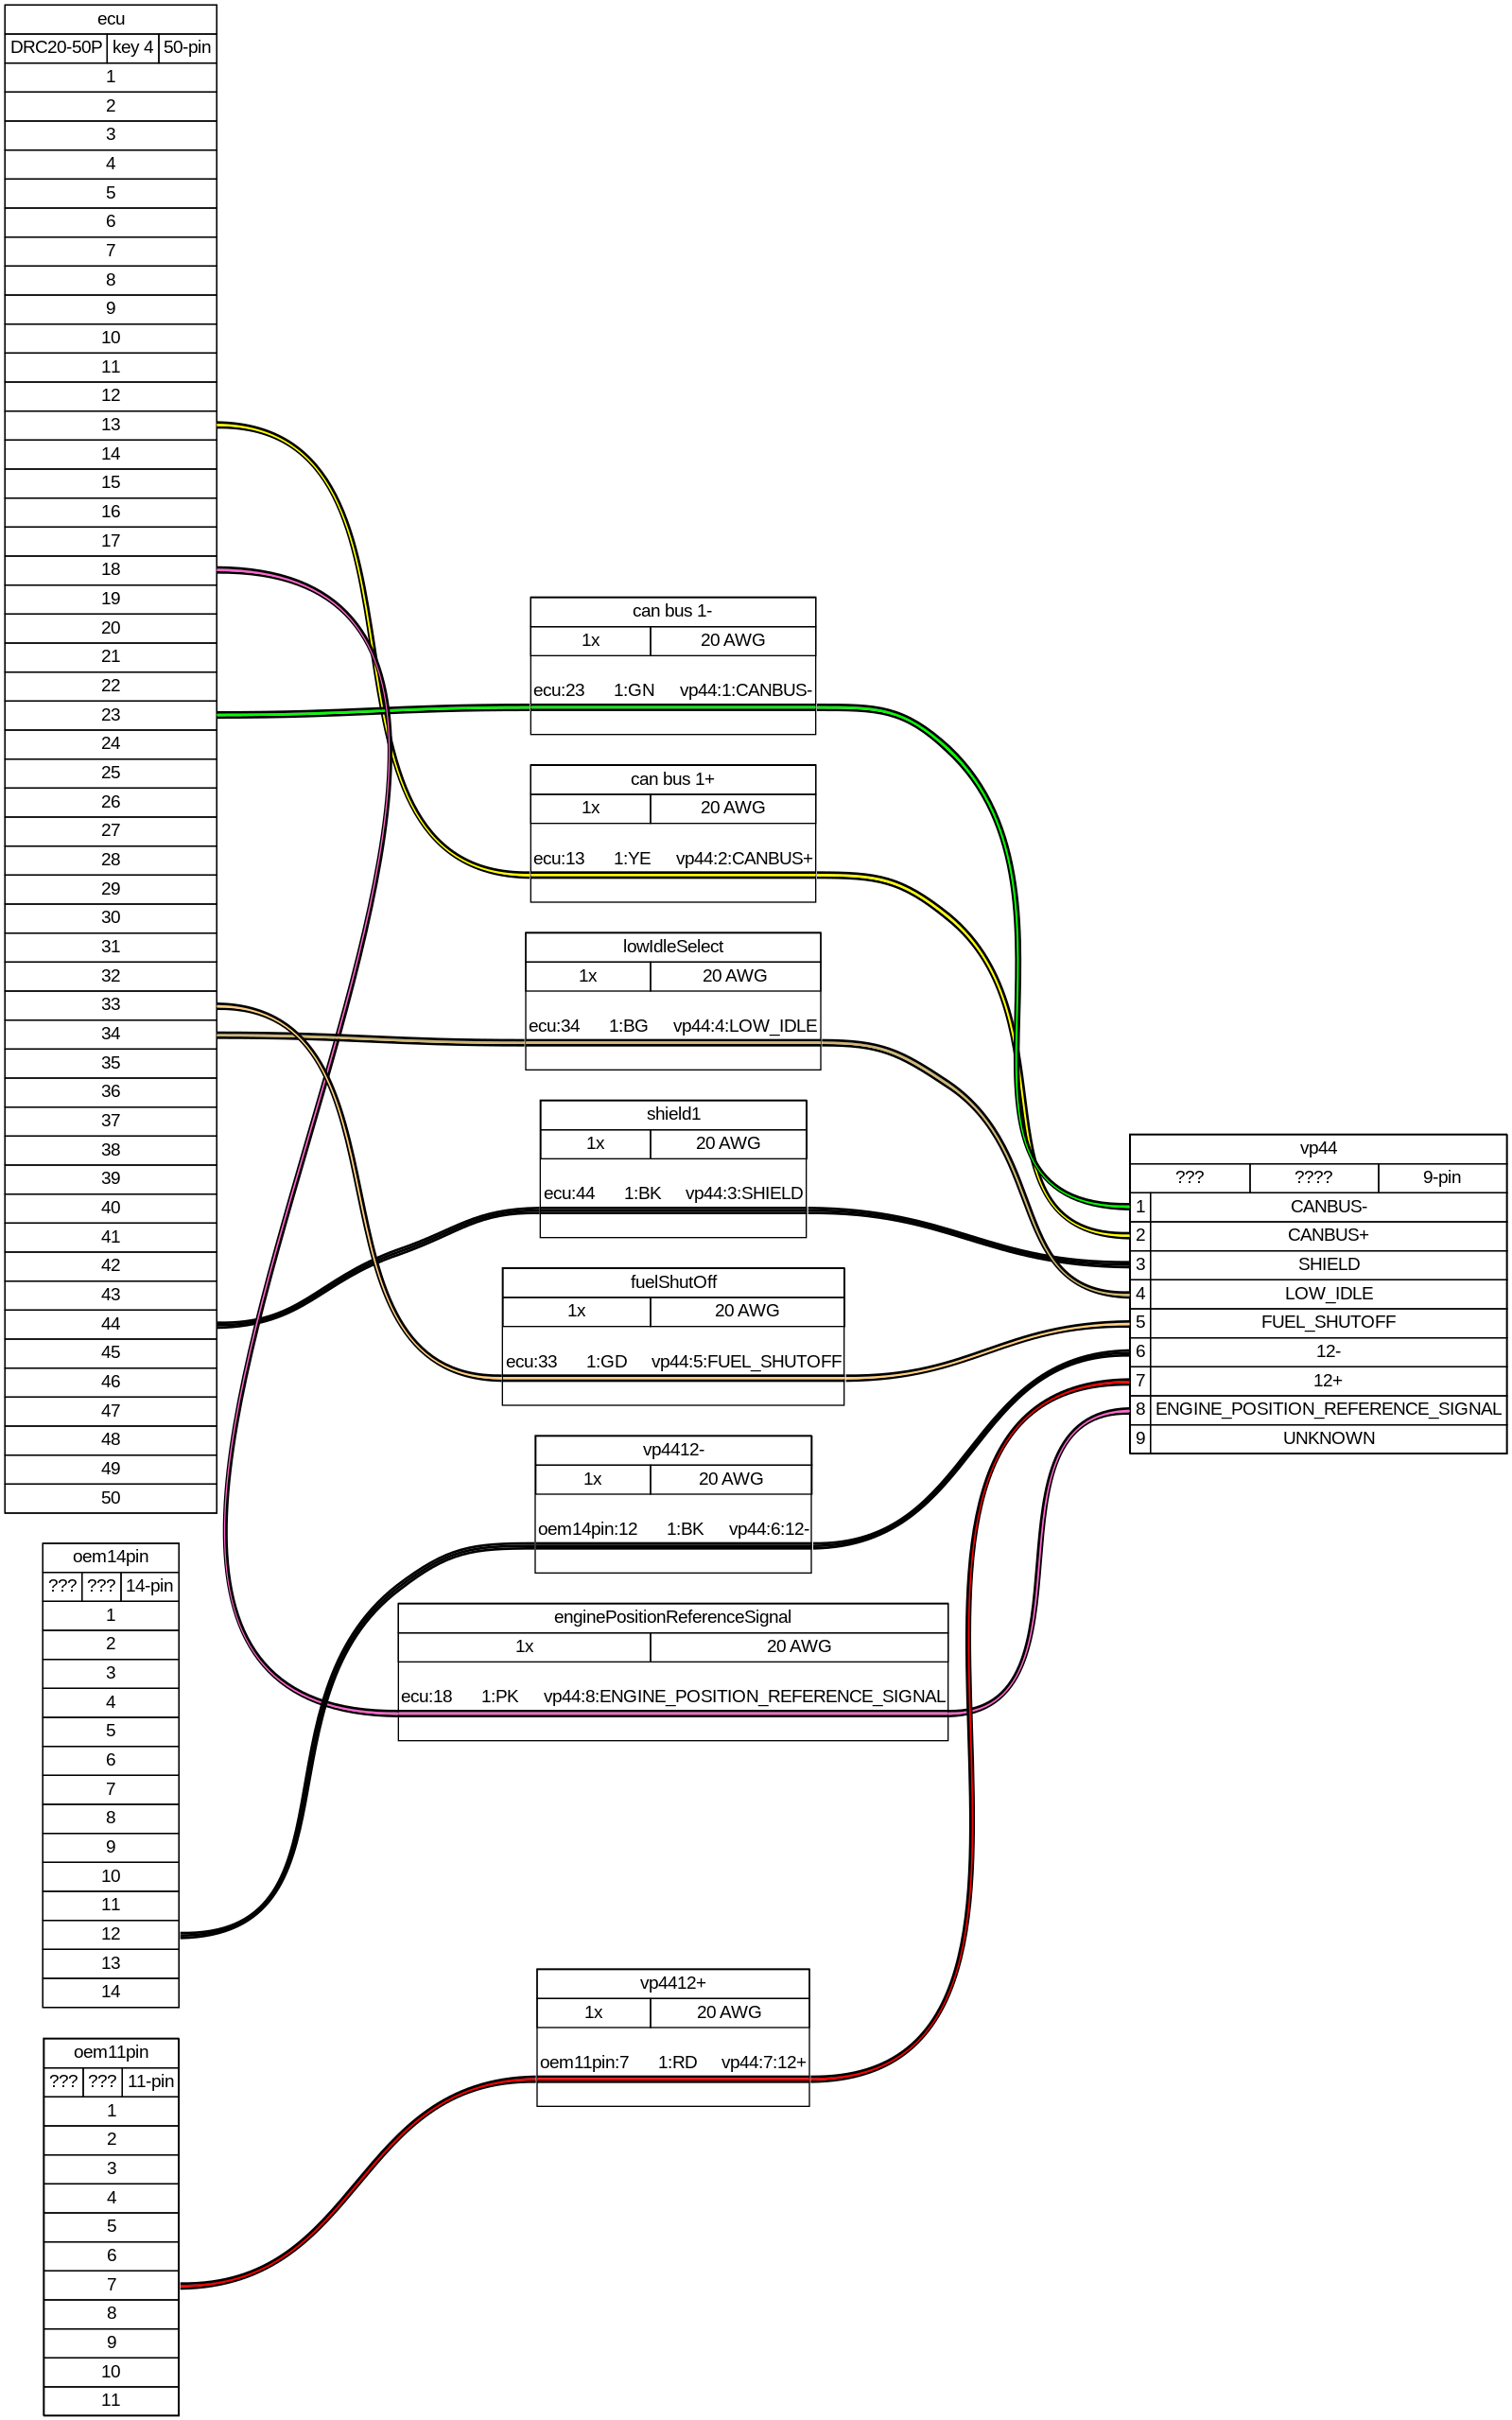 ecu
DRC20-50P key 4 50-pin
1
2
3
4
5
6
7
8
9
10
11
12
13
14
15
16
17
18
19
20
21
22
23
24
25
26
27
28
29
30
31
32
33
34
35
36
37
38
39
40
41
42
43
44
45
46
47
48
49
50
oem14pin
??? ??? 14-pin
1
2
3
4
5
6
7
8
9
10
11
12
13
14
oem11pin
??? ??? 11-pin
1
2
3
4
5
6
7
8
9
10
11
can bus 1-
1x 20 AWG
ecu:23 1:GN vp44:1:CANBUS-
can bus 1+
1x 20 AWG
ecu:13 1:YE vp44:2:CANBUS+
lowIdleSelect
1x 20 AWG
ecu:34 1:BG vp44:4:LOW_IDLE
shield1
1x 20 AWG
ecu:44 1:BK vp44:3:SHIELD
fuelShutOff
1x 20 AWG
ecu:33 1:GD vp44:5:FUEL_SHUTOFF
vp4412-
1x 20 AWG
oem14pin:12 1:BK vp44:6:12-
enginePositionReferenceSignal
1x 20 AWG
ecu:18 1:PK vp44:8:ENGINE_POSITION_REFERENCE_SIGNAL
vp4412+
1x 20 AWG
oem11pin:7 1:RD vp44:7:12+
vp44
??? ???? 9-pin
1 CANBUS-
2 CANBUS+
3 SHIELD
4 LOW_IDLE
5 FUEL_SHUTOFF
6 12-
7 12+
8 ENGINE_POSITION_REFERENCE_SIGNAL
9 UNKNOWN